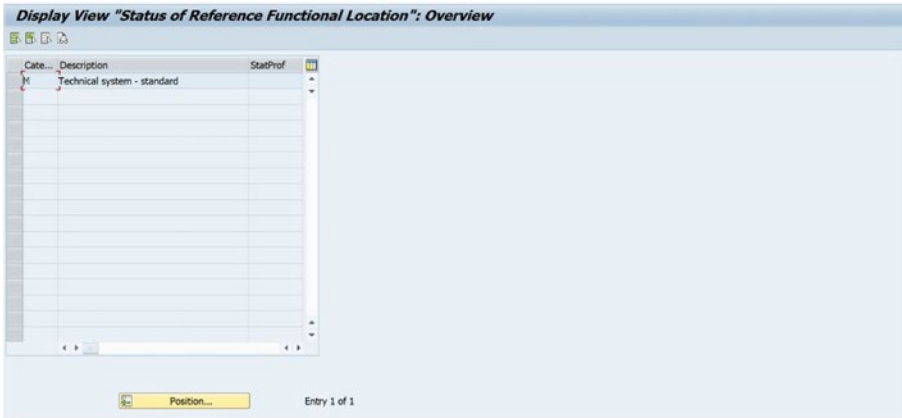 Display View "Status of Reference Functional Location": Overview
Cate... Description StatProf
M Technical system - standard
Position... Entry 1 of 1